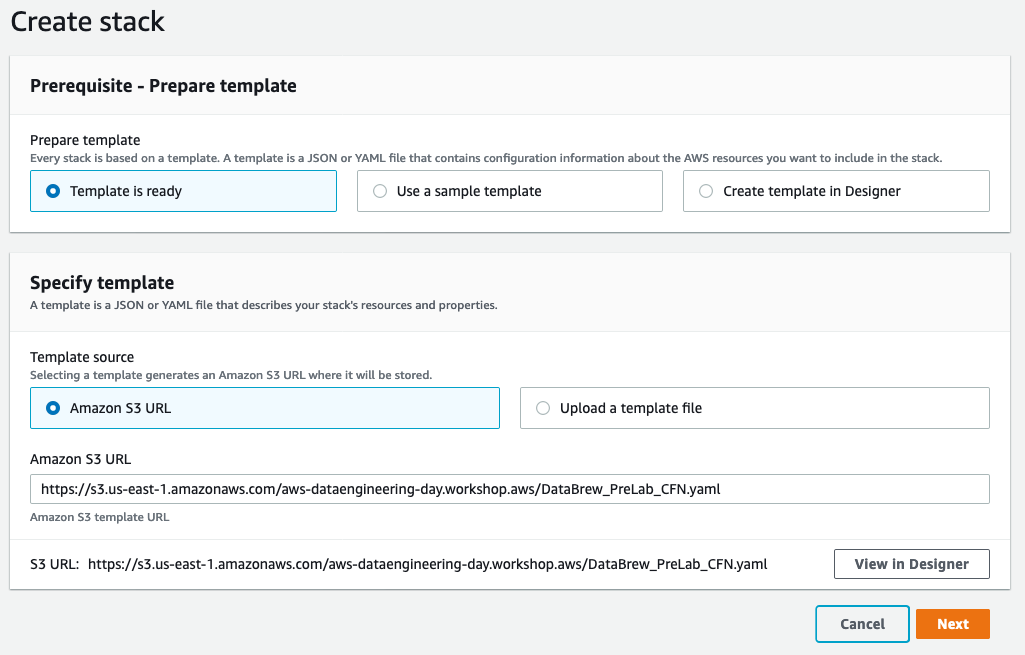 Create stack
Prerequisite - Prepare template
Prepare template
Every stack is based on a template. A template is a JSON or YAML file that contains configuration information about the AWS resources you want to include in the stack.
Template is ready
Use a sample template
Create template in Designer
Specify template
A template is a JSON or YAML file that describes your stack's resources and properties.
Template source
Selecting a template generates an Amazon S3 URL where it will be stored.
Amazon S3 URL
Upload a template file
Amazon S3 URL
https://s3.us-east-1.amazonaws.com/aws-dataengineering-day.workshop.aws/DataBrew_PreLab_CFN.yaml
Amazon S3 template URL
S3 URL: https://s3.us-east-1.amazonaws.com/aws-dataengineering-day.workshop.aws/DataBrew_PreLab_CFN.yaml
View in Designer
Cancel
Next